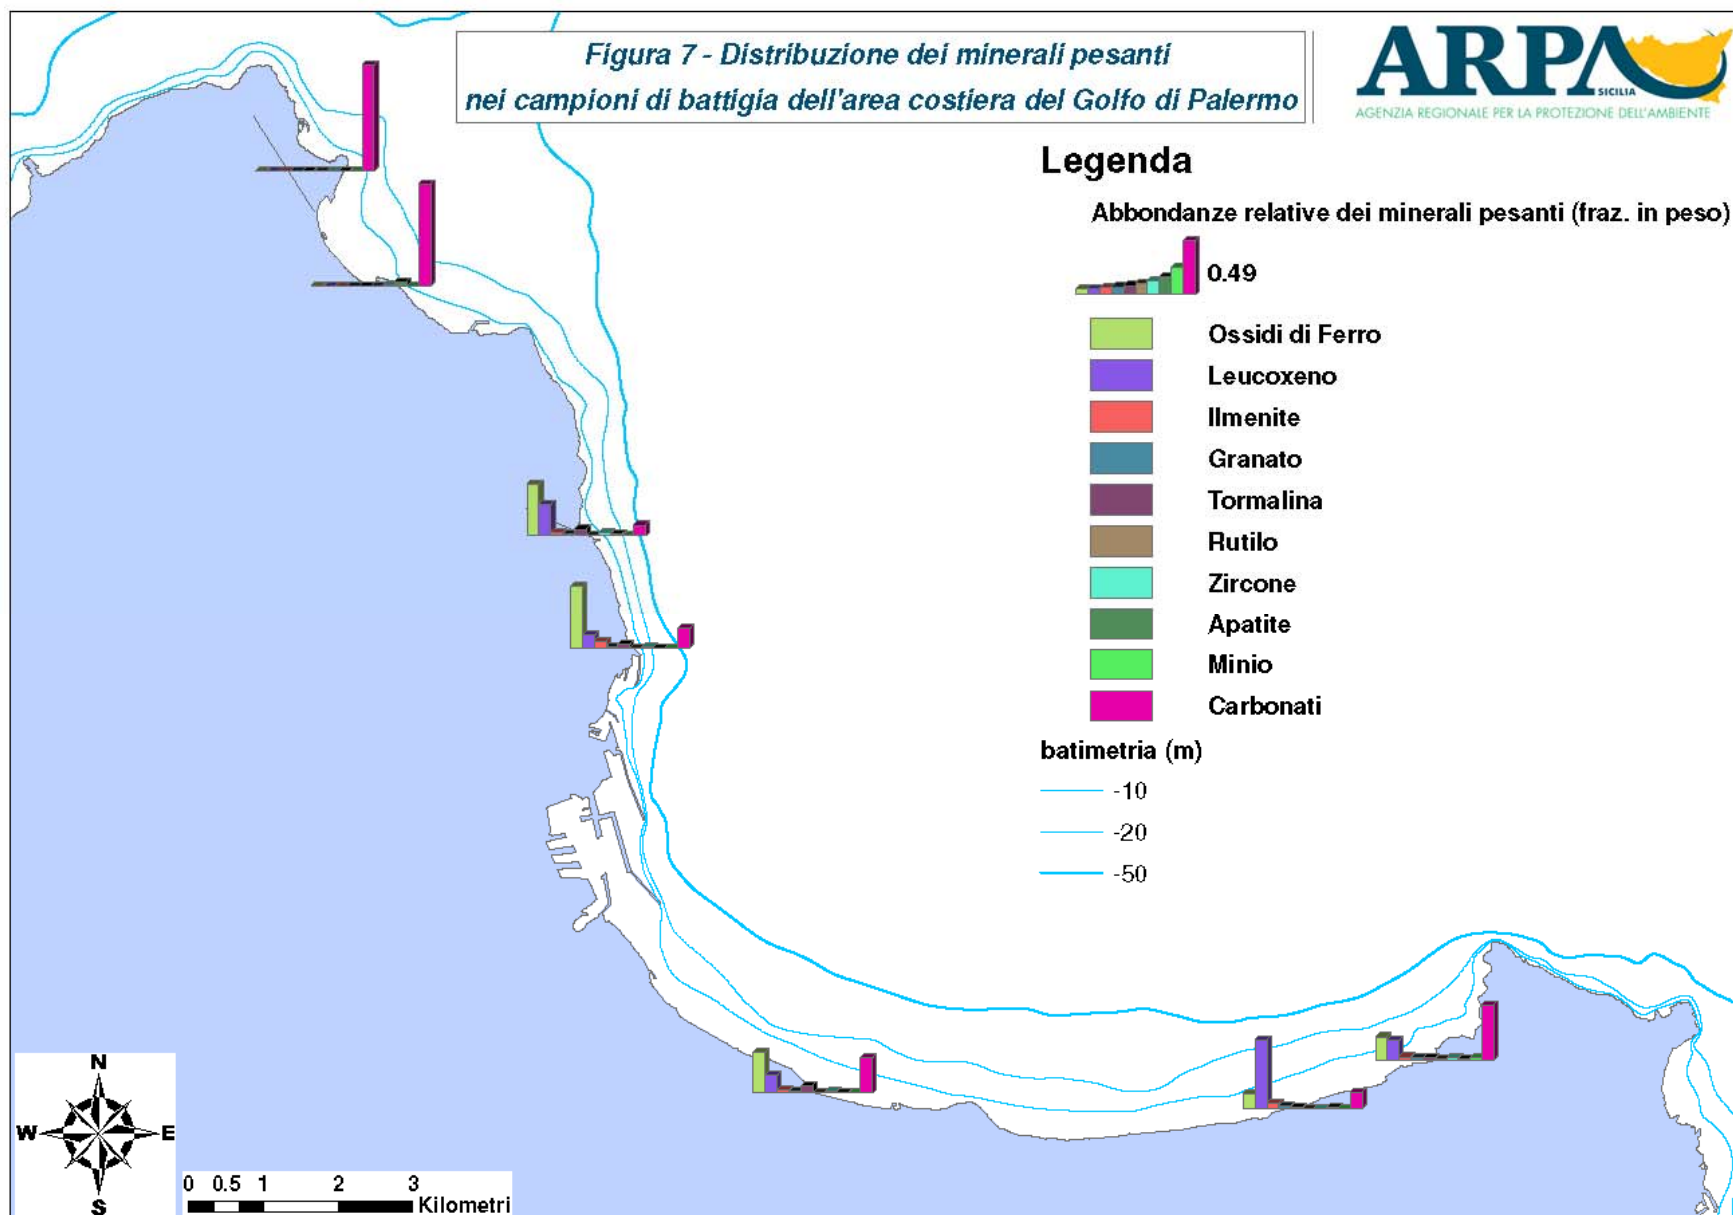 Figura 7 - Distribuzione dei minerali pesanti
nei campioni di battigia dell'area costiera del Golfo di Palermo
ARPA
SICILIA
AGENZIA REGIONALE PER LA PROTEZIONE DELL'AMBIENTE
Legenda
Abbondanze relative dei minerali pesanti (fraz. in peso)
0.49
Ossidi di Ferro
Leucoxeno
Ilmenite
Granato
Tormalina
Rutilo
Zircone
Apatite
Minio
Carbonati
batimetria (m)
-10
-20
-50
N
W E
S
0 0.5 1 2 3
Kilometri